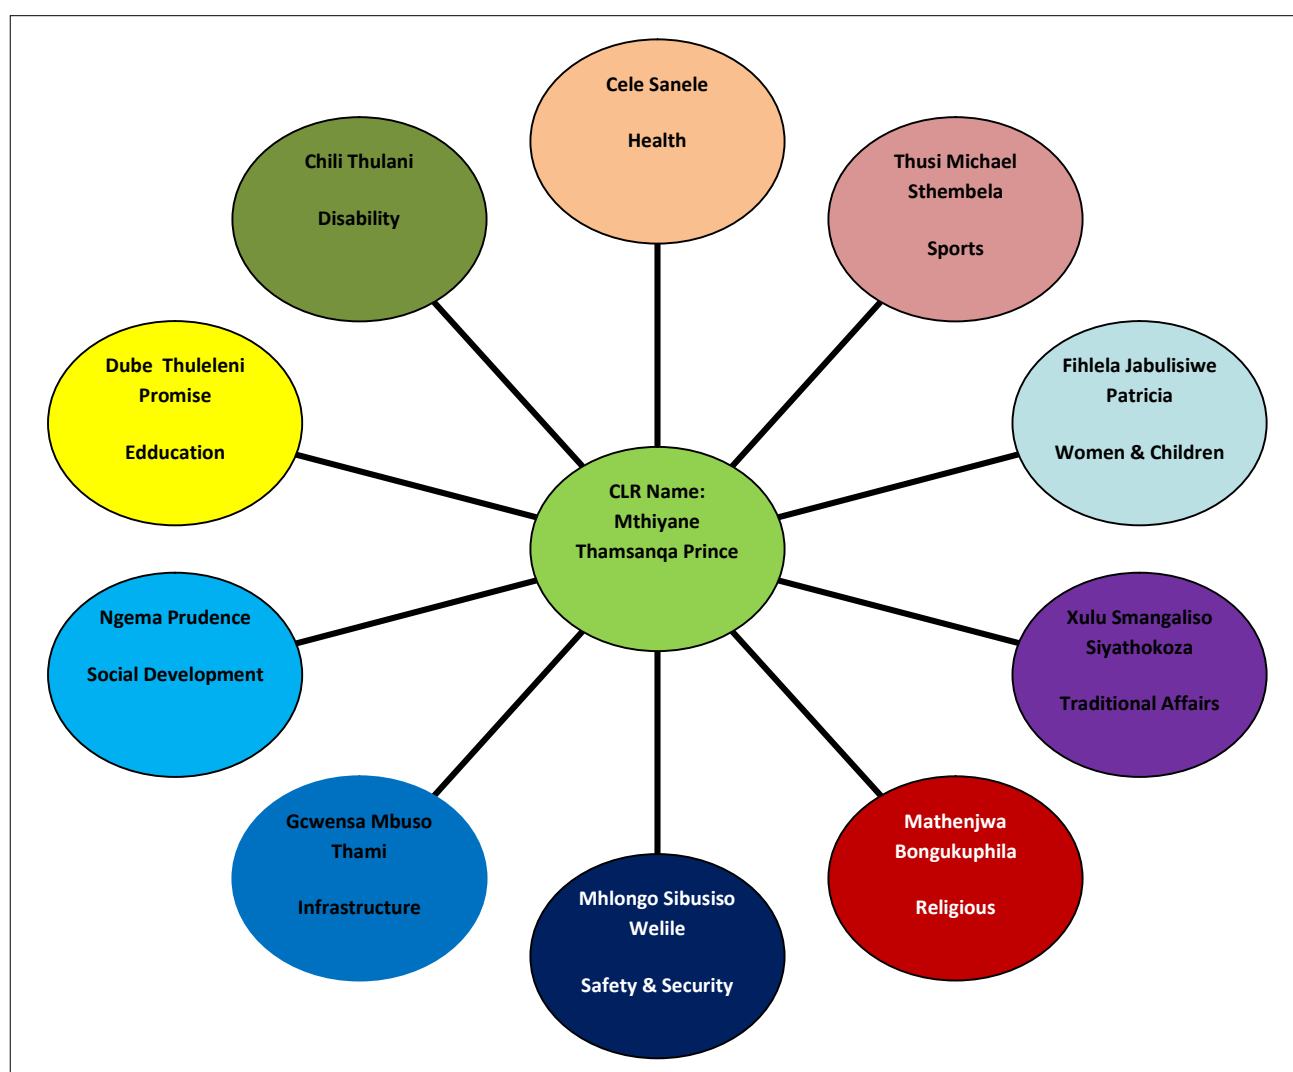 Cele Sanele
Health
Thusi Michael
Sthembela
Sports
Fihlela Jabulisiwe
Patricia
Women & Children
Xulu Smangaliso
Siyathokoza
Traditional Affairs
Mathenjwa
Bongukuphila
Religious
Mhlongo Sibusiso
Welile
Safety & Security
Gcwensa Mbuso
Thami
Infrastructure
Ngema Prudence
Social Development
Dube  Thuleleni
Promise
Edducation
Chili Thulani
Disability
CLR Name:
Mthiyane
Thamsanqa Prince